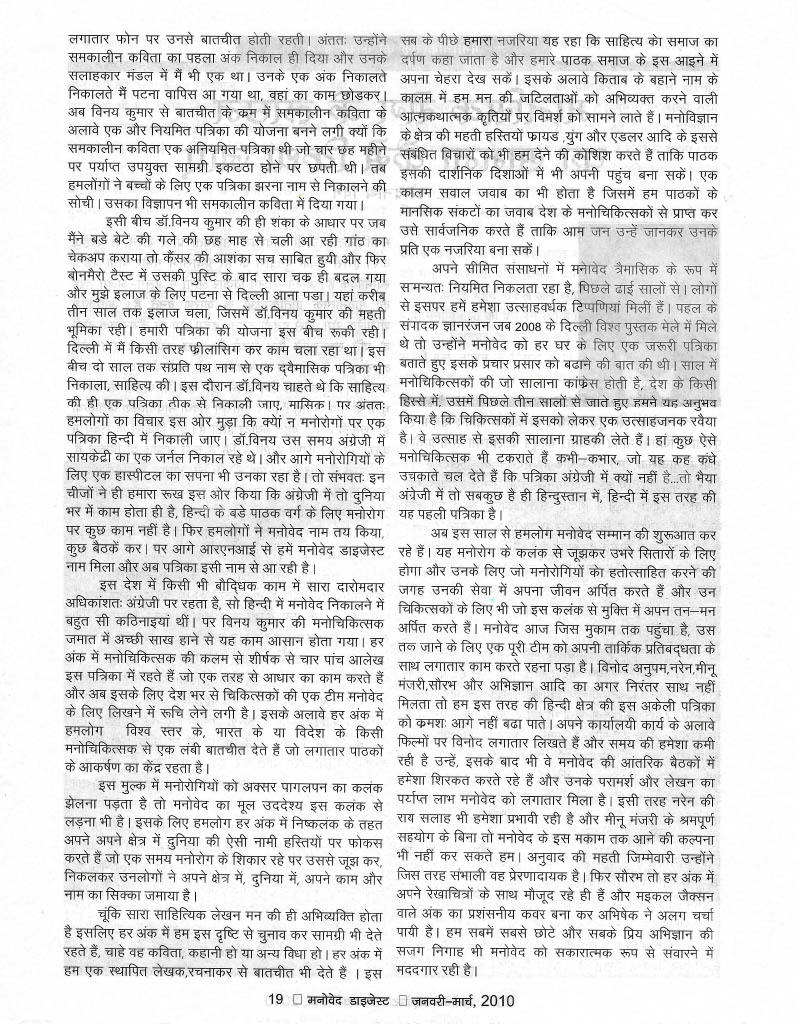 लगातार फोन पर उनसे बातचीत होती रहती। अंततः उन्होंने
समकालीन कविता का पहला अंक निकाल ही दिया और उनके
सलाहकार मंडल में मैं भी एक था। उनके एक अंक निकालते
निकालते मैं पटना वापिस आ गया था, वहां का काम छोडकर।
अब विनय कुमार से बातचीत के क्रम में समकालीन कविता के
अलावे एक और नियमित पत्रिका की योजना बनने लगी क्यों कि
समकालीन कविता एक अनियमित पत्रिका थी जो चार छह महीने
पर पर्याप्त उपयुक्त सामग्री इकटठा होने पर छपती थी। तब
हमलोंगों ने बच्चों के लिए एक पत्रिका झरना नाम से निकालने की
सोची। उसका विज्ञापन भी समकालीन कविता में दिया गया।
इसी बीच डॉ.विनय कुमार की ही शंका के आधार पर जब
मैंने बडे बेटे की गले की छह माह से चली आ रही गांठ का
चेकअप कराया तो कैंसर की आशंका सच साबित हुयी और फिर
बोनमैरो टैस्ट में उसकी पुस्टि के बाद सारा चक्र ही बदल गया
और मुझे इलाज के लिए पटना से दिल्ली आना पडा। यहां करीब
तीन साल तक इलाज चला, जिसमें डॉ.विनय कुमार की महती
भूमिका रही। हमारी पत्रिका की योजना इस बीच रूकी रही।
दिल्ली में मैं किसी तरह फ्रीलांसिग कर काम चला रहा था। इस
बीच दो साल तक संप्रति पथ नाम से एक द्वैमासिक पत्रिका भी
निकाला, साहित्य की। इस दौरान डॉ.विनय चाहते थे कि साहित्य
की ही एक पत्रिका ठीक से निकाली जाए, मासिक। पर अंततः
हमलोगों का विचार इस ओर मुड़ा कि क्यों न मनोरोगों पर एक
पत्रिका हिन्दी में निकाली जाए। डॉ.विनय उस समय अंग्रेजी में
सायकेट्री का एक जर्नल निकाल रहे थे। और आगे मनोरोगियों के
लिए एक हास्पीटल का सपना भी उनका रहा है। तो संभवतः इन
चीजों ने ही हमारा रूख इस ओर किया कि अंग्रेजी में तो दुनिया
भर में काम होता ही है, हिन्दी के बडे पाठक वर्ग के लिए मनोरोग
पर कुछ काम नहीं है। फिर हमलोगों ने मनोवेद नाम तय किया,
कुछ बैठकें कर। पर आगे आरएनआई से हमें मनोवेद डाइजेस्ट
नाम मिला और अब पत्रिका इसी नाम से आ रही है।
इस देश में किसी भी बौदि्धक काम में सारा दारोमदार
अधिकांशतः अंग्रेजी पर रहता है, सो हिन्दी में मनोवेद निकालने में
बहुत सी कठिनाइयां थीं। पर विनय कुमार की मनोचिकित्सक
जमात में अच्छी साख हाने से यह काम आसान होता गया। हर
अंक में मनोचिकित्सक की कलम से शीर्षक से चार पांच आलेख
इस पत्रिका में रहते हैं जो एक तरह से आधार का काम करते हैं
और अब इसके लिए देश भर से चिकित्सकों की एक टीम मनोवेद
के लिए लिखने में रूचि लेने लगी है। इसके अलावे हर अंक में
हमलोग विश्व स्तर के, भारत के या विदेश के किसी
मनोचिकित्सक से एक लंबी बातचीत देते हैं जो लगातार पाठकों
के आकर्षण का केंद्र रहता है।
इस मुल्क में मनोरोगियों को अक्सर पागलपन का कलंक
झेलना पड़ता है तो मनोवेद का मूल उददेश्य इस कलंक से
लड़ना भी है। इसके लिए हमलोग हर अंक में निष्कलंक के तहत
अपने अपने क्षेत्र में दुनिया की ऐसी नामी हस्तियों पर फोकस
करते हैं जो एक समय मनोरोग के शिकार रहे पर उससे जूझ कर,
निकलकर उनलोगों ने अपने क्षेत्र में, दुनिया में, अपने काम और
नाम का सिक्का जमाया है।
चूंकि सारा साहित्यिक लेखन मन की ही अभिव्यक्ति होता
है इसलिए हर अंक में हम इस दृष्टि से चुनाव कर सामग्री भी देते
रहते हैं, चाहे वह कविता, कहानी हो या अन्य विधा हो। हर अंक में
हम एक स्थापित लेखक,रचनाकर से बातचीत भी देते हैं । इस
सब के पीछे हमारा नजरिया यह रहा कि साहित्य केा समाज का
दर्पण कहा जाता है और हमारे पाठक समाज के इस आइने में
अपना चेहरा देख सकें। इसके अलावे किताब के बहाने नाम के
कालम में हम मन की जटिलताओं को अभिव्यक्त करने वाली
आत्मकथात्मक कृतियों पर विमर्श को सामने लाते हैं। मनोविज्ञान
के क्षेत्र की महती हस्तियों फ्रायड ,युंग और एडलर आदि के इससे
संबंधित विचारों को भी हम देने की कोशिश करते हैं ताकि पाठक
इसकी दार्शनिक दिशाओं में भी अपनी पहुंच बना सकें। एक
कालम सवाल जवाब का भी होता है जिसमें हम पाठकों के
मानसिक संकटों का जवाब देश के मनोचिकित्सकों से प्राप्त कर
उसे सार्वजनिक करते हैं ताकि आम जन उन्हें जानकर उनके
प्रति एक नजरिया बना सकें।
अपने सीमित संसाधनों में मनोवेद त्रैमासिक के रूप में
सामन्यतः नियमित निकलता रहा है, पिछले ढाई सालों से। लोगों
से इसपर हमें हमेशा उत्साहवर्धक टिप्पणियां मिलीं हैं। पहल के
संपादक ज्ञानरंजन जब 2008 के दिल्ली विश्व पुस्तक मेले में मिले
थे तो उन्होंने मनोवेद को हर घर के लिए एक जरूरी पत्रिका
बताते हुए इसके प्रचार प्रसार को बढाने की बात की थी। साल में
मनोचिकित्सकों की जो सालाना कांफ्रेस होती है, देश के किसी
हिस्से में, उसमें पिछले तीन सालों से जाते हुए हमने यह अनुभव
किया है कि चिकित्सकों में इसको लेकर एक उत्साहजनक रवैया
है। वे उत्साह से इसकी सालाना ग्राहकी लेते हैं। हां कुछ ऐसे
मनोचिकित्सक भी टकराते हैं कभी–कभार, जो यह कह कंधे
उचकाते चल देते हैं कि पत्रिका अंग्रेजी में क्यों नहीं है...तो भैया
अंग्रेजी में तो सबकुछ है ही हिन्दुस्तान में, हिन्दी में इस तरह की
यह पहली पत्रिका है।
अब इस साल से हमलोग मनोवेद सम्मान की शुरूआत कर
रहे हैं। यह मनोरोग के कलंक से जूझकर उभरे सितारों के लिए
होगा और उनके लिए जो मनोरोगियों केा हतोत्साहित करने की
जगह उनकी सेवा में अपना जीवन अर्पित करते हैं और उन
चिकित्सकों के लिए भी जो इस कलंक से मुक्ति में अपन तन–मन
अर्पित करते हैं। मनोवेद आज जिस मुकाम तक पहुंचा है, उस
तक जाने के लिए एक पूरी टीम को अपनी तार्किक प्रतिबद्धता के
साथ लगातार काम करते रहना पड़ा है। विनोद अनुपम,नरेन,मीनू
मंजरी,सौरभ और अभिज्ञान आदि का अगर निरंतर साथ नहीं
मिलता तो हम इस तरह की हिन्दी क्षेत्र की इस अकेली पत्रिका
को क्रमशः आगे नहीं बढा पाते। अपने कार्यालयी कार्य के अलावे
फिल्मों पर विनोद लगातार लिखते हैं और समय की हमेशा कमी
रही है उन्हें, इसके बाद भी वे मनोवेद की आंतरिक बैठकों में
हमेशा शिरकत करते रहे हैं और उनके परामर्श और लेखन का
पर्याप्त लाभ मनोवेद को लगातार मिला है। इसी तरह नरेन की
राय सलाह भी हमेशा प्रभावी रही है और मीनू मंजरी के श्रमपूर्ण
सहयोग के बिना तो मनोवेद के इस मकाम तक आने की कल्पना
भी नहीं कर सकते हम। अनुवाद की महती जिम्मेवारी उन्होंने
जिस तरह संभाली वह प्रेरणादायक है। फिर सौरभ तो हर अंक में
अपने रेखाचित्रों के साथ मौजूद रहे ही हैं और मइकल जैक्सन
वाले अंक का प्रशंसनीय कवर बना कर अभिषेक ने अलग चर्चा
पायी है। हम सबमें सबसे छोटे और सबके प्रिय अभिज्ञान की
सजग निगाह भी मनोवेद को सकारात्मक रूप से संवारने में
मददगार रही है।
19 □ मनोवेद डाइजेस्ट □ जनवरी–मार्च, 2010